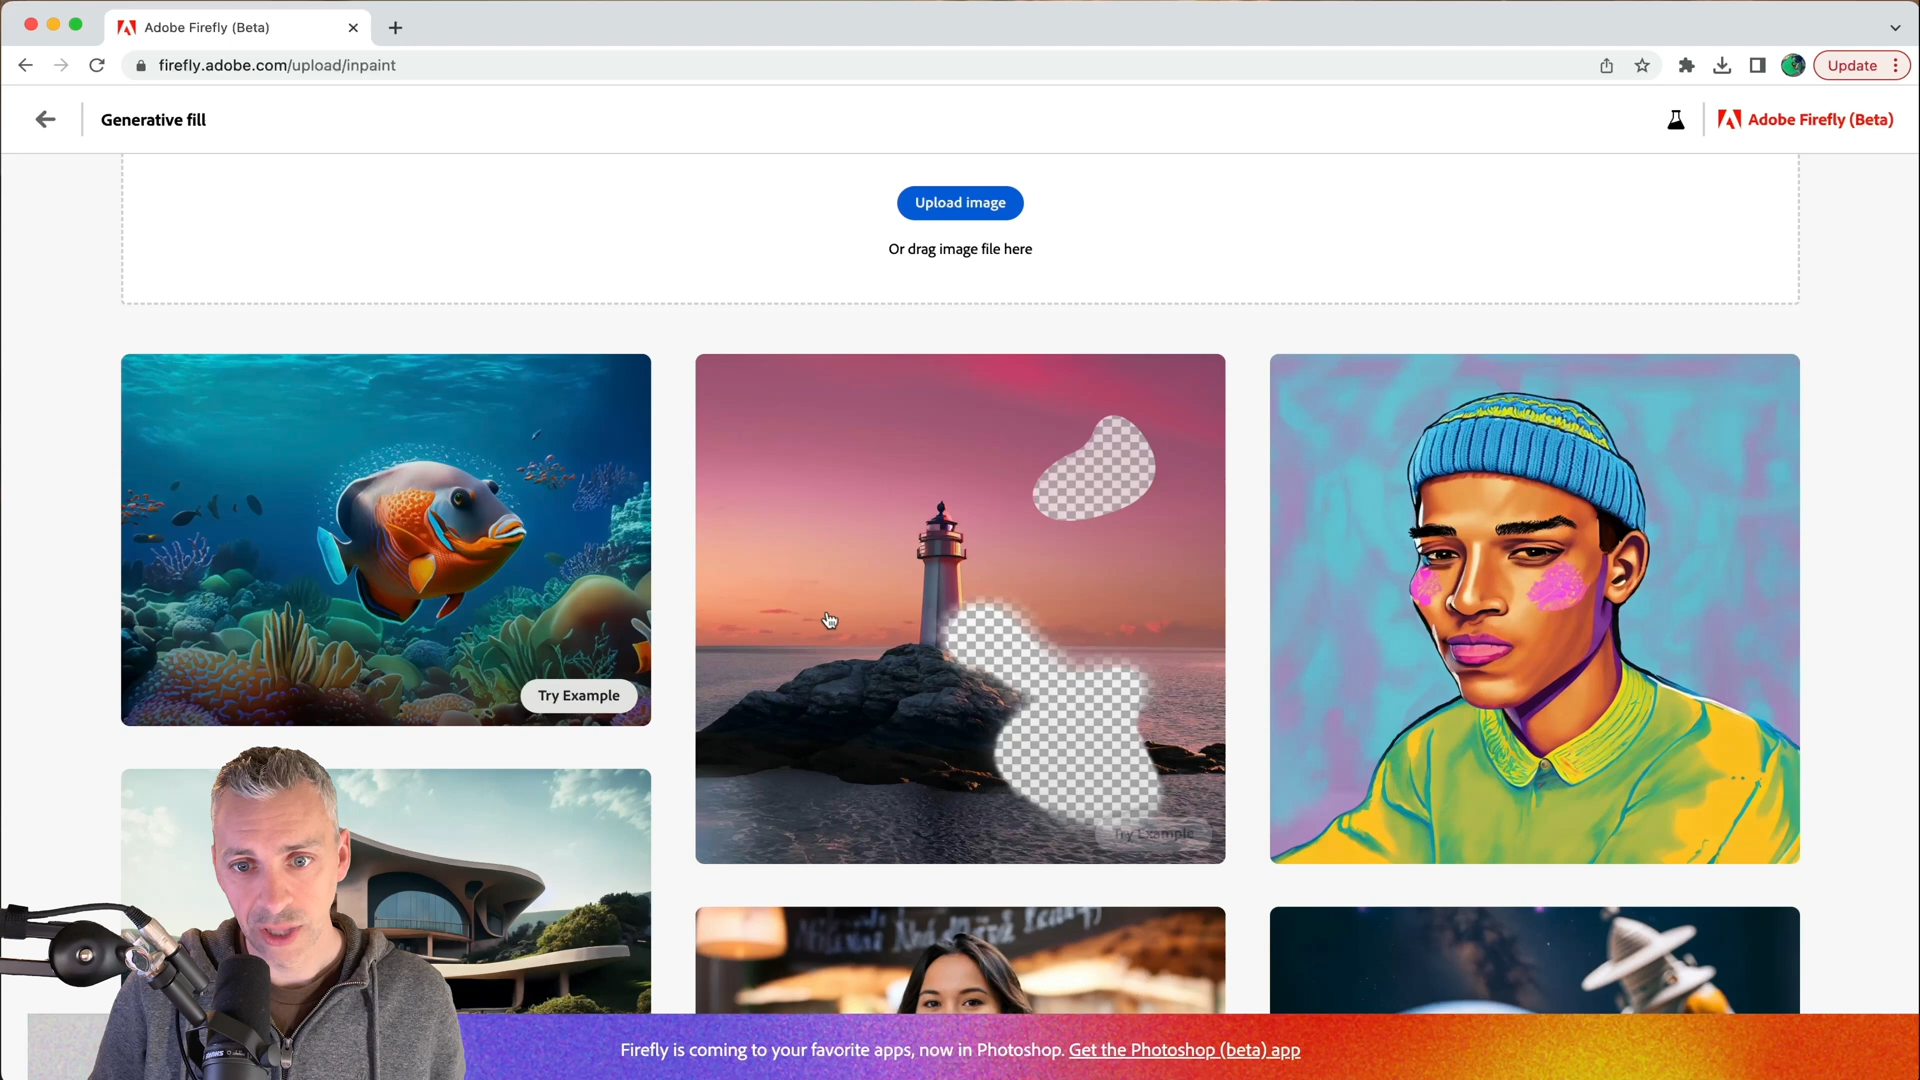 Adobe Firefly (Beta)
firefly.adobe.com/upload/inpaint
Update
Generative fill
Adobe Firefly (Beta)
Upload image
Or drag image file here
Try Example
Try Example
Firefly is coming to your favorite apps, now in Photoshop. Get the Photoshop (beta) app